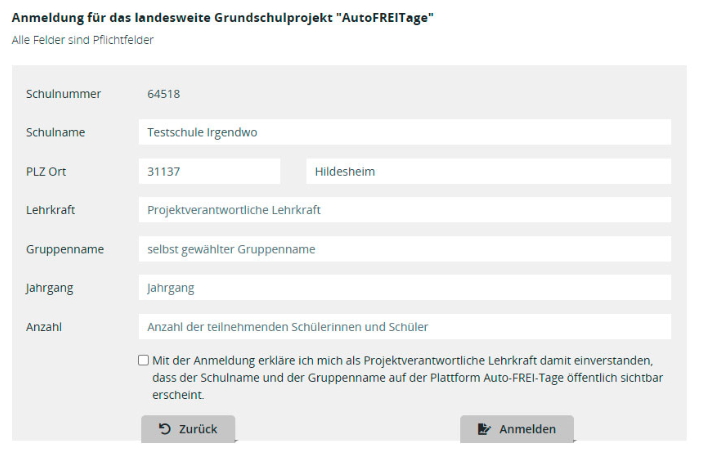 Anmeldung für das landesweite Grundschulprojekt "AutoFREITage"
Alle Felder sind Pflichtfelder
Schulnummer 64518
Schulname Testschule Irgendwo
PLZ Ort 31137 Hildesheim
Lehrkraft Projektverantwortliche Lehrkraft
Gruppenname selbst gewählter Gruppenname
Jahrgang Jahrgang
Anzahl Anzahl der teilnehmenden Schülerinnen und Schüler
Mit der Anmeldung erkläre ich mich als Projektverantwortliche Lehrkraft damit einverstanden,
dass der Schulname und der Gruppenname auf der Plattform Auto-FREI-Tage öffentlich sichtbar
erscheint.
Zurück Anmelden